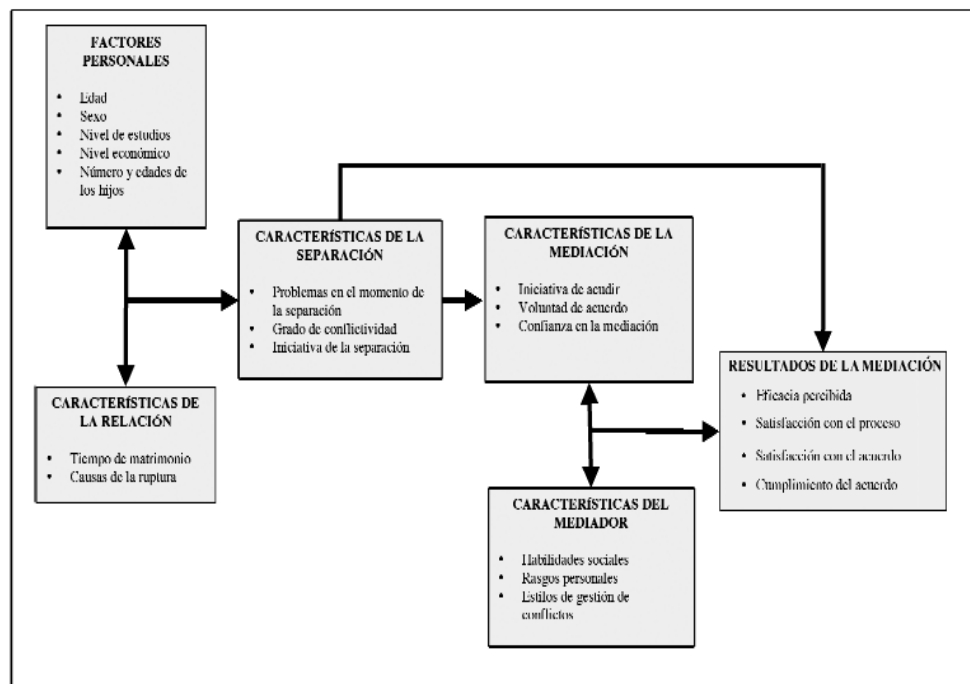 FACTORES
PERSONALES
• Edad
• Sexo
• Nivel de estudios
• Nivel económico
• Número y edades de
los hijos
CARACTERÍSTICAS DE LA
SEPARACIÓN
• Problemas en el momento de
la separación
• Grado de conflictividad
• Iniciativa de la separación
CARACTERÍSTICAS DE LA
MEDIACIÓN
• Iniciativa de acudir
• Voluntad de acuerdo
• Confianza en la mediación
RESULTADOS DE LA MEDIACIÓN
• Eficacia percibida
• Satisfacción con el proceso
• Satisfacción con el acuerdo
• Cumplimiento del acuerdo
CARACTERÍSTICAS DE
LA RELACIÓN
• Tiempo de matrimonio
• Causas de la ruptura
CARACTERÍSTICAS DEL
MEDIADOR
• Habilidades sociales
• Rasgos personales
• Estilos de gestión de
conflictos